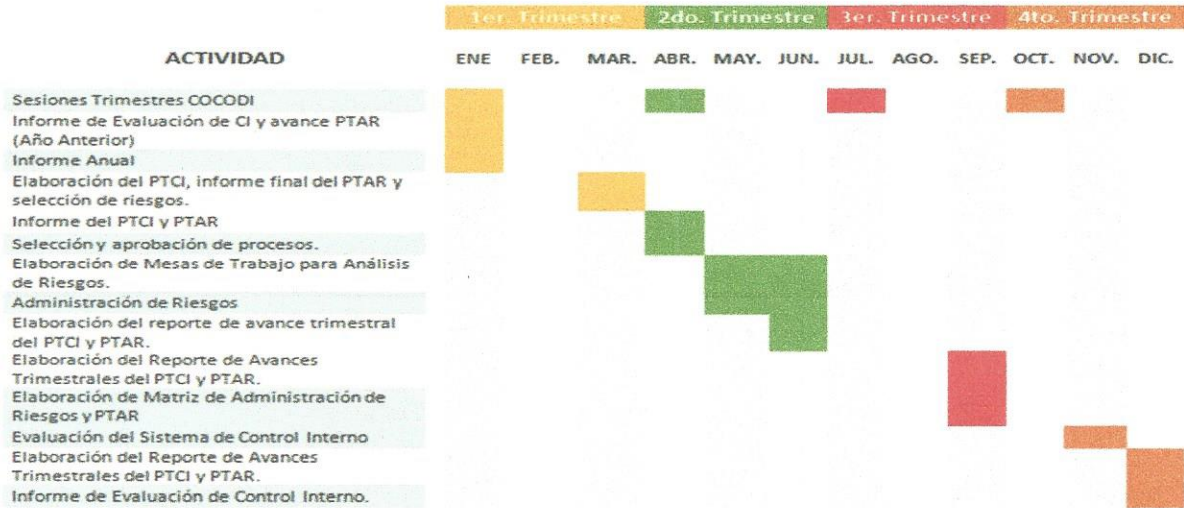 1er. Trimestre 2do. Trimestre 3er. Trimestre 4to. Trimestre
ACTIVIDAD ENE FEB. MAR. ABR. MAY. JUN. JUL. AGO. SEP. OCT. NOV. DIC.
Sesiones Trimestres COCODI
Informe de Evaluación de CI y avance PTAR
(Año Anterior)
Informe Anual
Elaboración del PTCI, informe final del PTAR y
selección de riesgos.
Informe del PTCI y PTAR
Selección y aprobación de procesos.
Elaboración de Mesas de Trabajo para Análisis
de Riesgos.
Administración de Riesgos
Elaboración del reporte de avance trimestral
del PTCI y PTAR.
Elaboración del Reporte de Avances
Trimestrales del PTCI y PTAR.
Elaboración de Matriz de Administración de
Riesgos y PTAR
Evaluación del Sistema de Control Interno
Elaboración del Reporte de Avances
Trimestrales del PTCI y PTAR.
Informe de Evaluación de Control Interno.